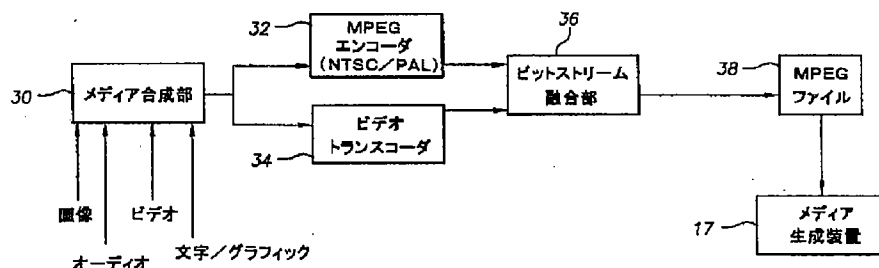 32
MPEG
エンコーダ
(NTSC/PAL)
36
ビットストリーム
融合部
38
MPEG
ファイル
30
メディア合成部
34
ビデオ
トランスコーダ
画像
ビデオ
オーディオ
文字/グラフィック
17
メディア
生成装置